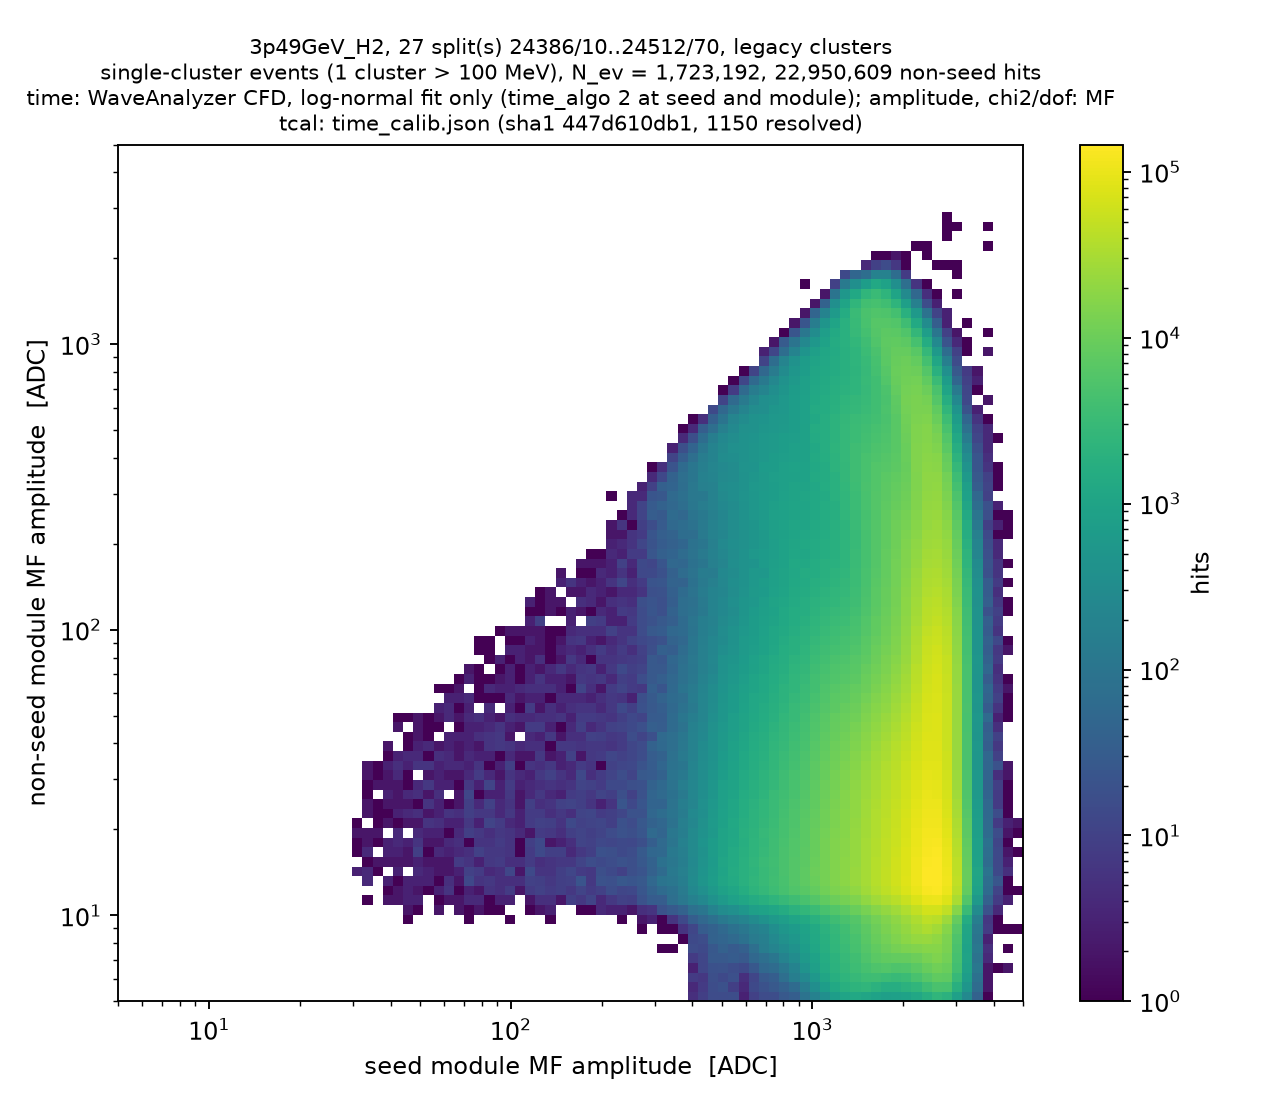 3p49GeV_H2, 27 split(s) 24386/10..24512/70, legacy clusters
single-cluster events (1 cluster > 100 MeV), N_ev = 1,723,192, 22,950,609 non-seed hits
time: WaveAnalyzer CFD, log-normal fit only (time_algo 2 at seed and module); amplitude, chi2/dof: MF
tcal: time_calib.json (sha1 447d610db1, 1150 resolved)
non-seed module MF amplitude [ADC]
10³
10²
10¹
10¹ 10² 10³
seed module MF amplitude [ADC]
10⁵
10⁴
10³
10²
10¹
10⁰
hits